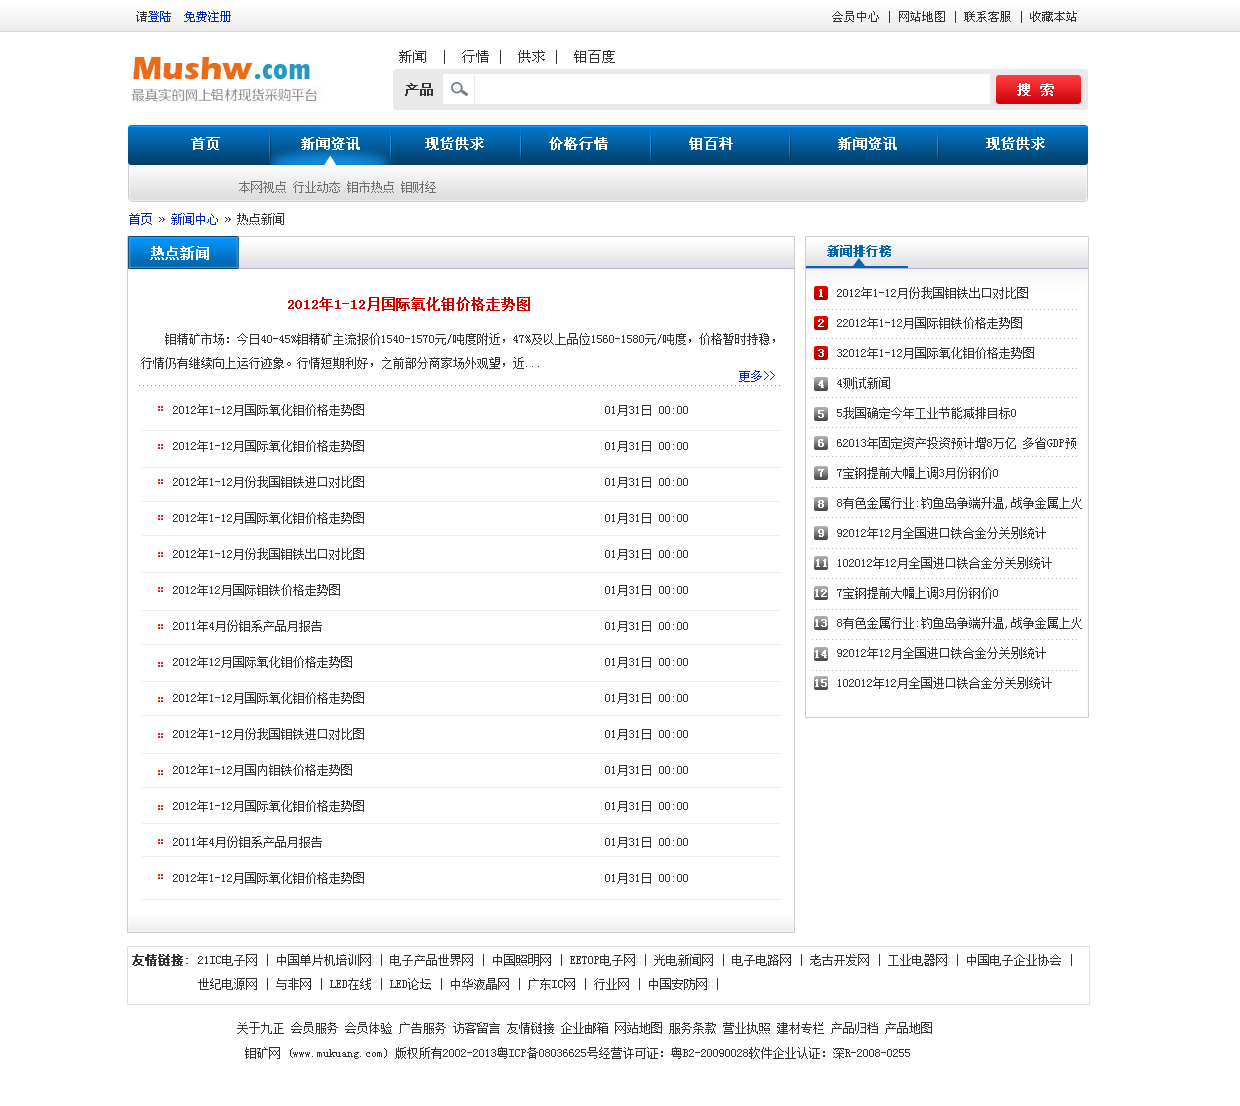 请登陆 免费注册 会员中心 | 网站地图 | 联系客服 | 收藏本站
Mushw.com
最真实的网上铝材现货采购平台
新闻 | 行情 | 供求 | 钼百度
产品 搜 索
首页 新闻资讯 现货供求 价格行情 钼百科 新闻资讯 现货供求
本网视点 行业动态 钼市热点 钼财经
首页 » 新闻中心 » 热点新闻
热点新闻
2012年1-12月国际氧化钼价格走势图
钼精矿市场：今日40-45%钼精矿主流报价1540-1570元/吨度附近，47%及以上品位1560-1580元/吨度，价格暂时持稳，
行情仍有继续向上运行迹象。行情短期利好，之前部分商家场外观望，近...
更多>>
2012年1-12月国际氧化钼价格走势图 01月31日 00:00
2012年1-12月国际氧化钼价格走势图 01月31日 00:00
2012年1-12月份我国钼铁进口对比图 01月31日 00:00
2012年1-12月国际氧化钼价格走势图 01月31日 00:00
2012年1-12月份我国钼铁出口对比图 01月31日 00:00
2012年12月国际钼铁价格走势图 01月31日 00:00
2011年4月份钼系产品月报告 01月31日 00:00
2012年12月国际氧化钼价格走势图 01月31日 00:00
2012年1-12月国际氧化钼价格走势图 01月31日 00:00
2012年1-12月份我国钼铁进口对比图 01月31日 00:00
2012年1-12月国内钼铁价格走势图 01月31日 00:00
2012年1-12月国际氧化钼价格走势图 01月31日 00:00
2011年4月份钼系产品月报告 01月31日 00:00
2012年1-12月国际氧化钼价格走势图 01月31日 00:00
新闻排行榜
1 2012年1-12月份我国钼铁出口对比图
2 22012年1-12月国际钼铁价格走势图
3 32012年1-12月国际氧化钼价格走势图
4 4测试新闻
5 5我国确定今年工业节能减排目标0
6 62013年固定资产投资预计增8万亿 多省GDP预
7 7宝钢提前大幅上调3月份钢价0
8 8有色金属行业:钓鱼岛争端升温,战争金属上火
9 92012年12月全国进口铁合金分关别统计
11 102012年12月全国进口铁合金分关别统计
12 7宝钢提前大幅上调3月份钢价0
13 8有色金属行业:钓鱼岛争端升温,战争金属上火
14 92012年12月全国进口铁合金分关别统计
15 102012年12月全国进口铁合金分关别统计
友情链接: 21IC电子网 | 中国单片机培训网 | 电子产品世界网 | 中国照明网 | EETOP电子网 | 光电新闻网 | 电子电路网 | 老古开发网 | 工业电器网 | 中国电子企业协会 |
世纪电源网 | 与非网 | LED在线 | LED论坛 | 中华液晶网 | 广东IC网 | 行业网 | 中国安防网 |
关于九正 会员服务 会员体验 广告服务 访客留言 友情链接 企业邮箱 网站地图 服务条款 营业执照 建材专栏 产品归档 产品地图
钼矿网 (www.mukuang.com) 版权所有2002-2013粤ICP备08036625号经营许可证: 粤B2-20090028软件企业认证: 深R-2008-0255